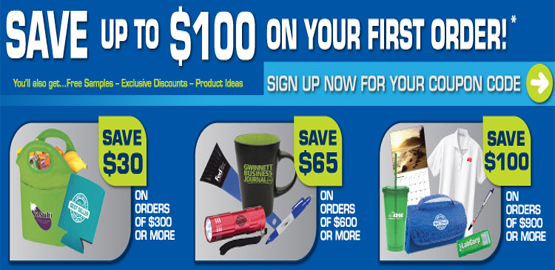 SAVE UP TO $100 ON YOUR FIRST ORDER!*
You'll also get...Free Samples – Exclusive Discounts – Product Ideas
SIGN UP NOW FOR YOUR COUPON CODE
SAVE
$30
ON
ORDERS
OF $300
OR MORE
SAVE
$65
ON
ORDERS
OF $600
OR MORE
FedEx
GWINNETT
BUSINESS
JOURNAL
SAVE
$100
ON
ORDERS
OF $900
OR MORE
LabCorp